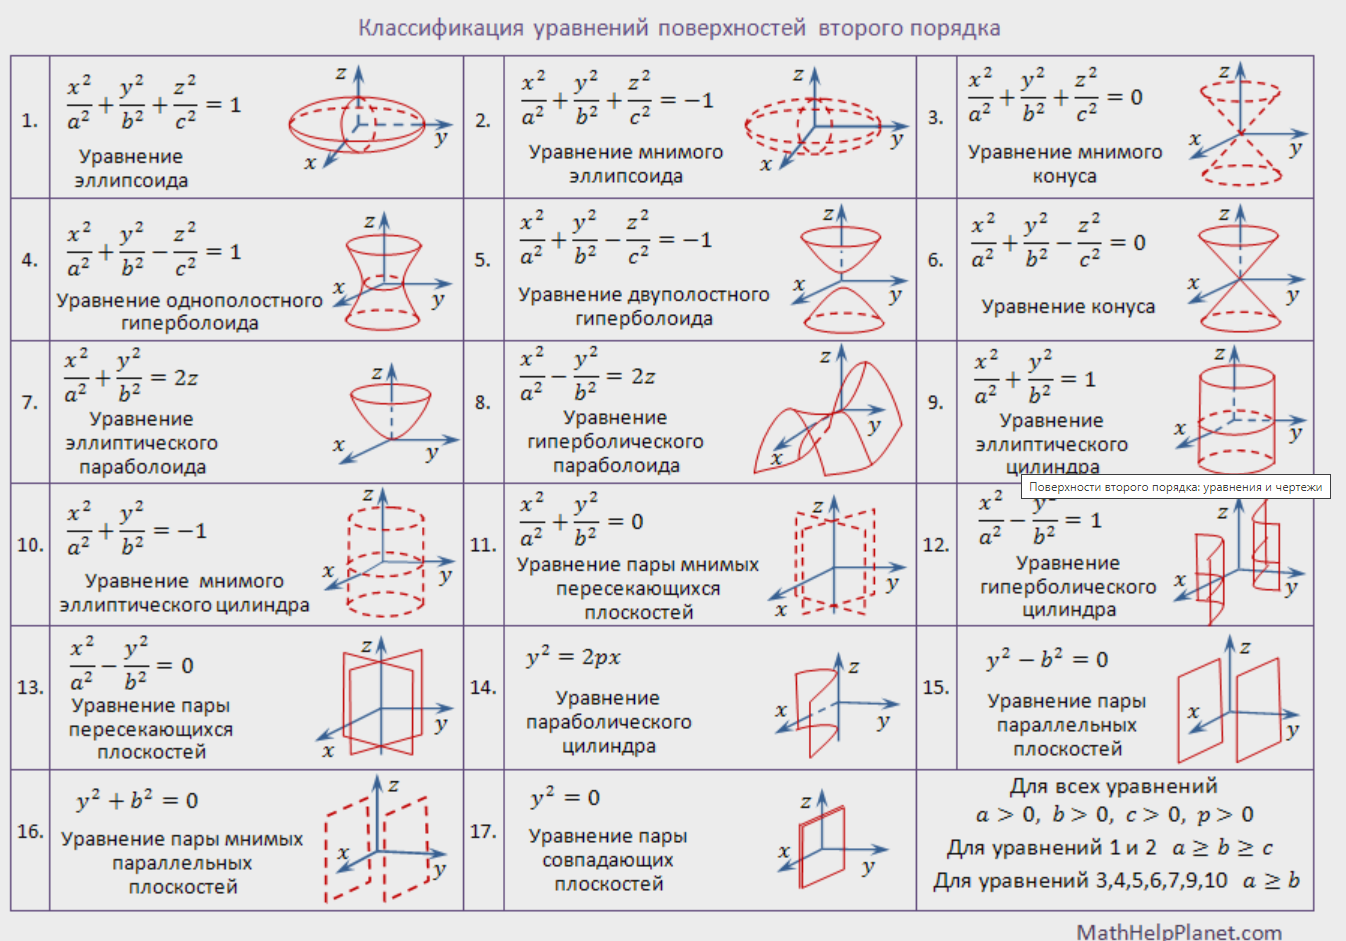 Классификация уравнений поверхностей второго порядка
1.
x²/a² + y²/b² + z²/c² = 1
Уравнение
эллипсоида
z
x
y
2.
x²/a² + y²/b² + z²/c² = −1
Уравнение мнимого
эллипсоида
z
x
y
3.
x²/a² + y²/b² + z²/c² = 0
Уравнение мнимого
конуса
z
x
y
4.
x²/a² + y²/b² − z²/c² = 1
Уравнение однополостного
гиперболоида
z
x
y
5.
x²/a² + y²/b² − z²/c² = −1
Уравнение двуполостного
гиперболоида
z
x
y
6.
x²/a² + y²/b² − z²/c² = 0
Уравнение конуса
z
x
y
7.
x²/a² + y²/b² = 2z
Уравнение
эллиптического
параболоида
z
x
y
8.
x²/a² − y²/b² = 2z
Уравнение
гиперболического
параболоида
z
x
y
9.
x²/a² + y²/b² = 1
Уравнение
эллиптического
цилиндра
z
x
y
Поверхности второго порядка: уравнения и чертежи
10.
x²/a² + y²/b² = −1
Уравнение мнимого
эллиптического цилиндра
z
x
y
11.
x²/a² + y²/b² = 0
Уравнение пары мнимых
пересекающихся
плоскостей
z
x
y
12.
x²/a² − y²/b² = 1
Уравнение
гиперболического
цилиндра
z
x
y
13.
x²/a² − y²/b² = 0
Уравнение пары
пересекающихся
плоскостей
z
x
y
14.
y² = 2px
Уравнение
параболического
цилиндра
z
x
y
15.
y² − b² = 0
Уравнение пары
параллельных
плоскостей
z
x
y
16.
y² + b² = 0
Уравнение пары мнимых
параллельных
плоскостей
z
x
y
17.
y² = 0
Уравнение пары
совпадающих
плоскостей
z
x
y
Для всех уравнений
a > 0, b > 0, c > 0, p > 0
Для уравнений 1 и 2 a ≥ b ≥ c
Для уравнений 3,4,5,6,7,9,10 a ≥ b
MathHelpPlanet.com